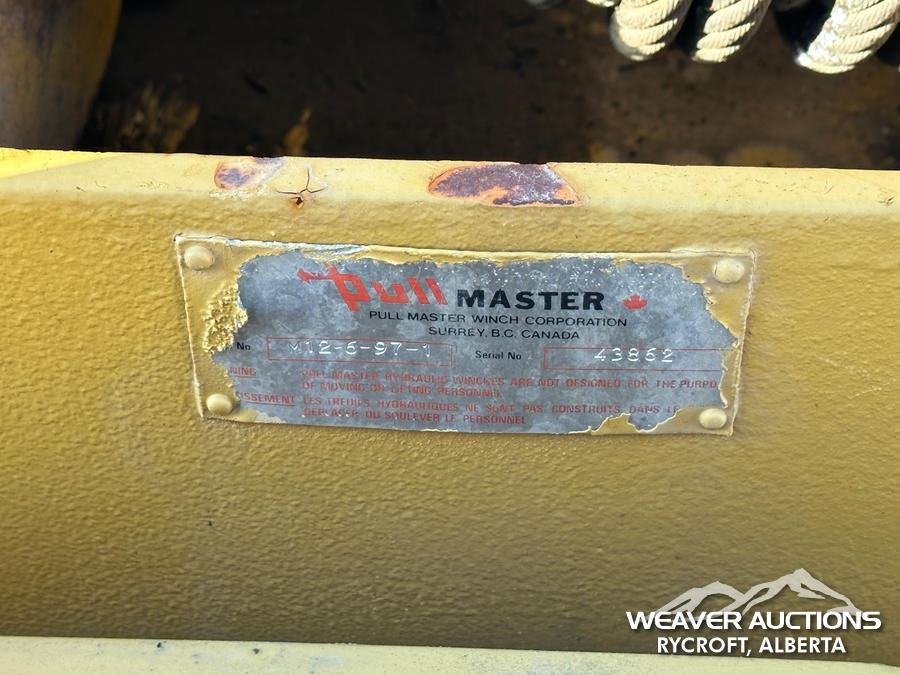 Pull MASTER
PULL MASTER WINCH CORPORATION
SURREY, B.C. CANADA
No M12-6-97-1 Serial No 43862
NING PULL MASTER HYDRAULIC WINCHES ARE NOT DESIGNED FOR THE PURPO
OF MOVING OR LIFTING PERSONNEL
TISSEMENT LES TREUILS HYDRAULIQUES NE SONT PAS CONSTRUITS DANS LE
DEPLACER OU SOULEVER LE PERSONNEL
WEAVER AUCTIONS
RYCROFT, ALBERTA